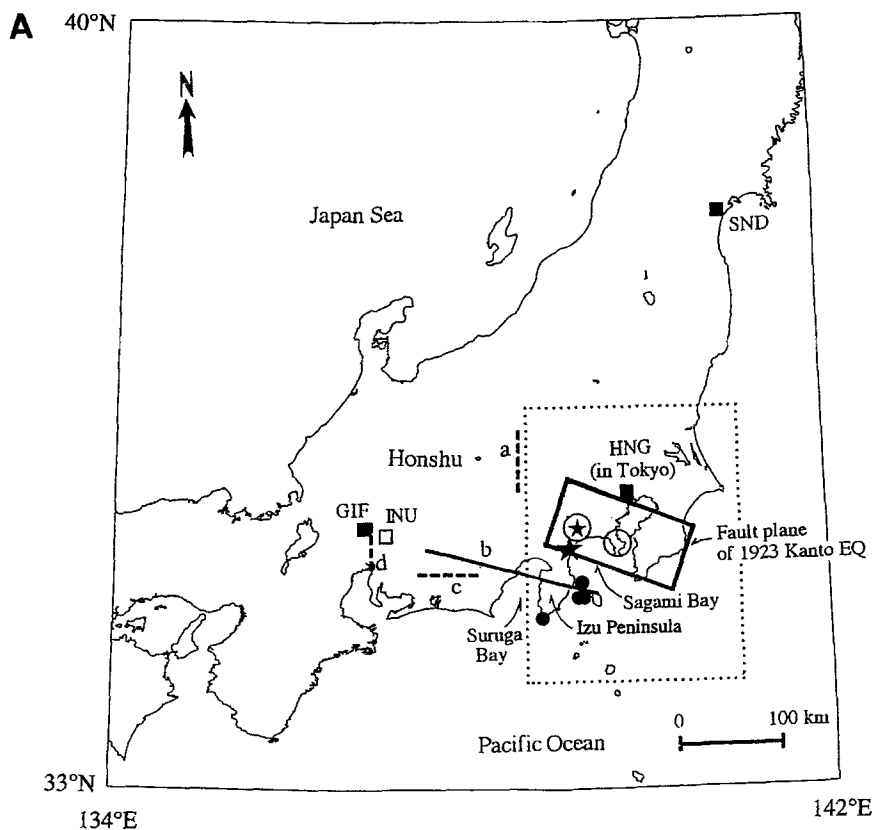 A
40°N
N
Japan Sea
SND
Honshu
a
HNG
(in Tokyo)
GIF
INU
b
d
c
Fault plane
of 1923 Kanto EQ
Sagami Bay
Suruga
Bay
Izu Peninsula
0
100 km
Pacific Ocean
33°N
134°E
142°E